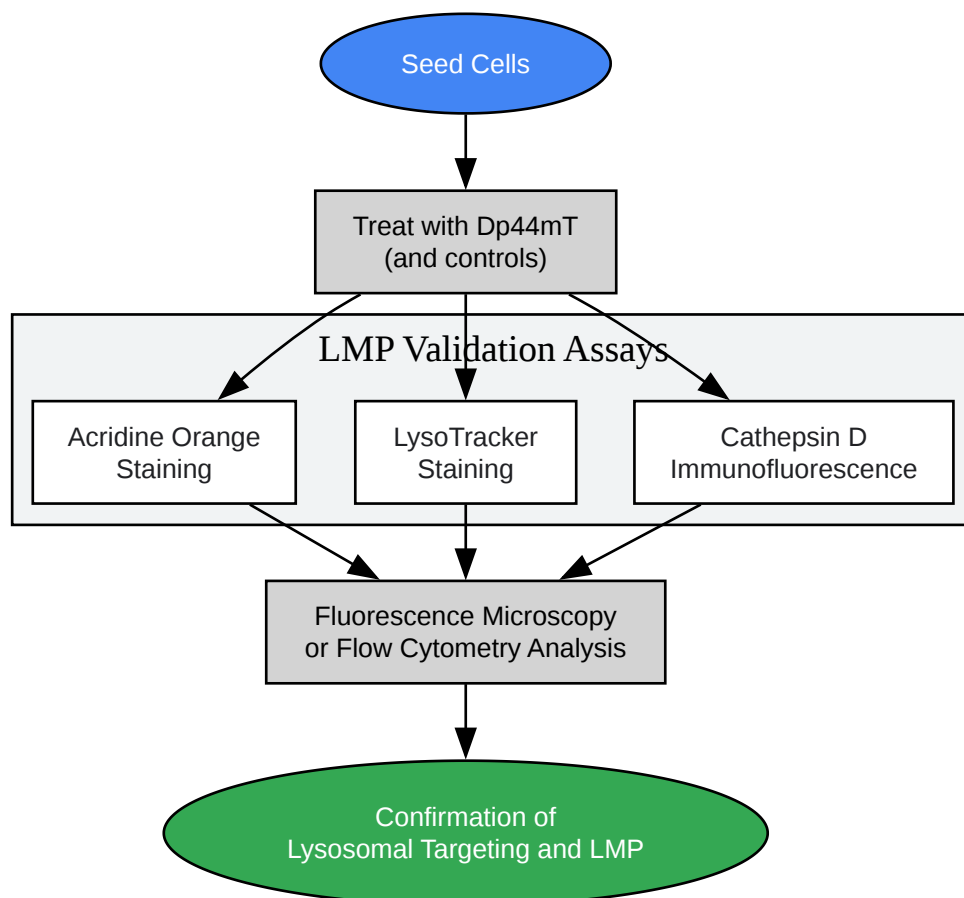 Seed Cells
Treat with Dp44mT
(and controls)
LMP Validation Assays
Acridine Orange
Staining
LysoTracker
Staining
Cathepsin D
Immunofluorescence
Fluorescence Microscopy
or Flow Cytometry Analysis
Confirmation of
Lysosomal Targeting and LMP